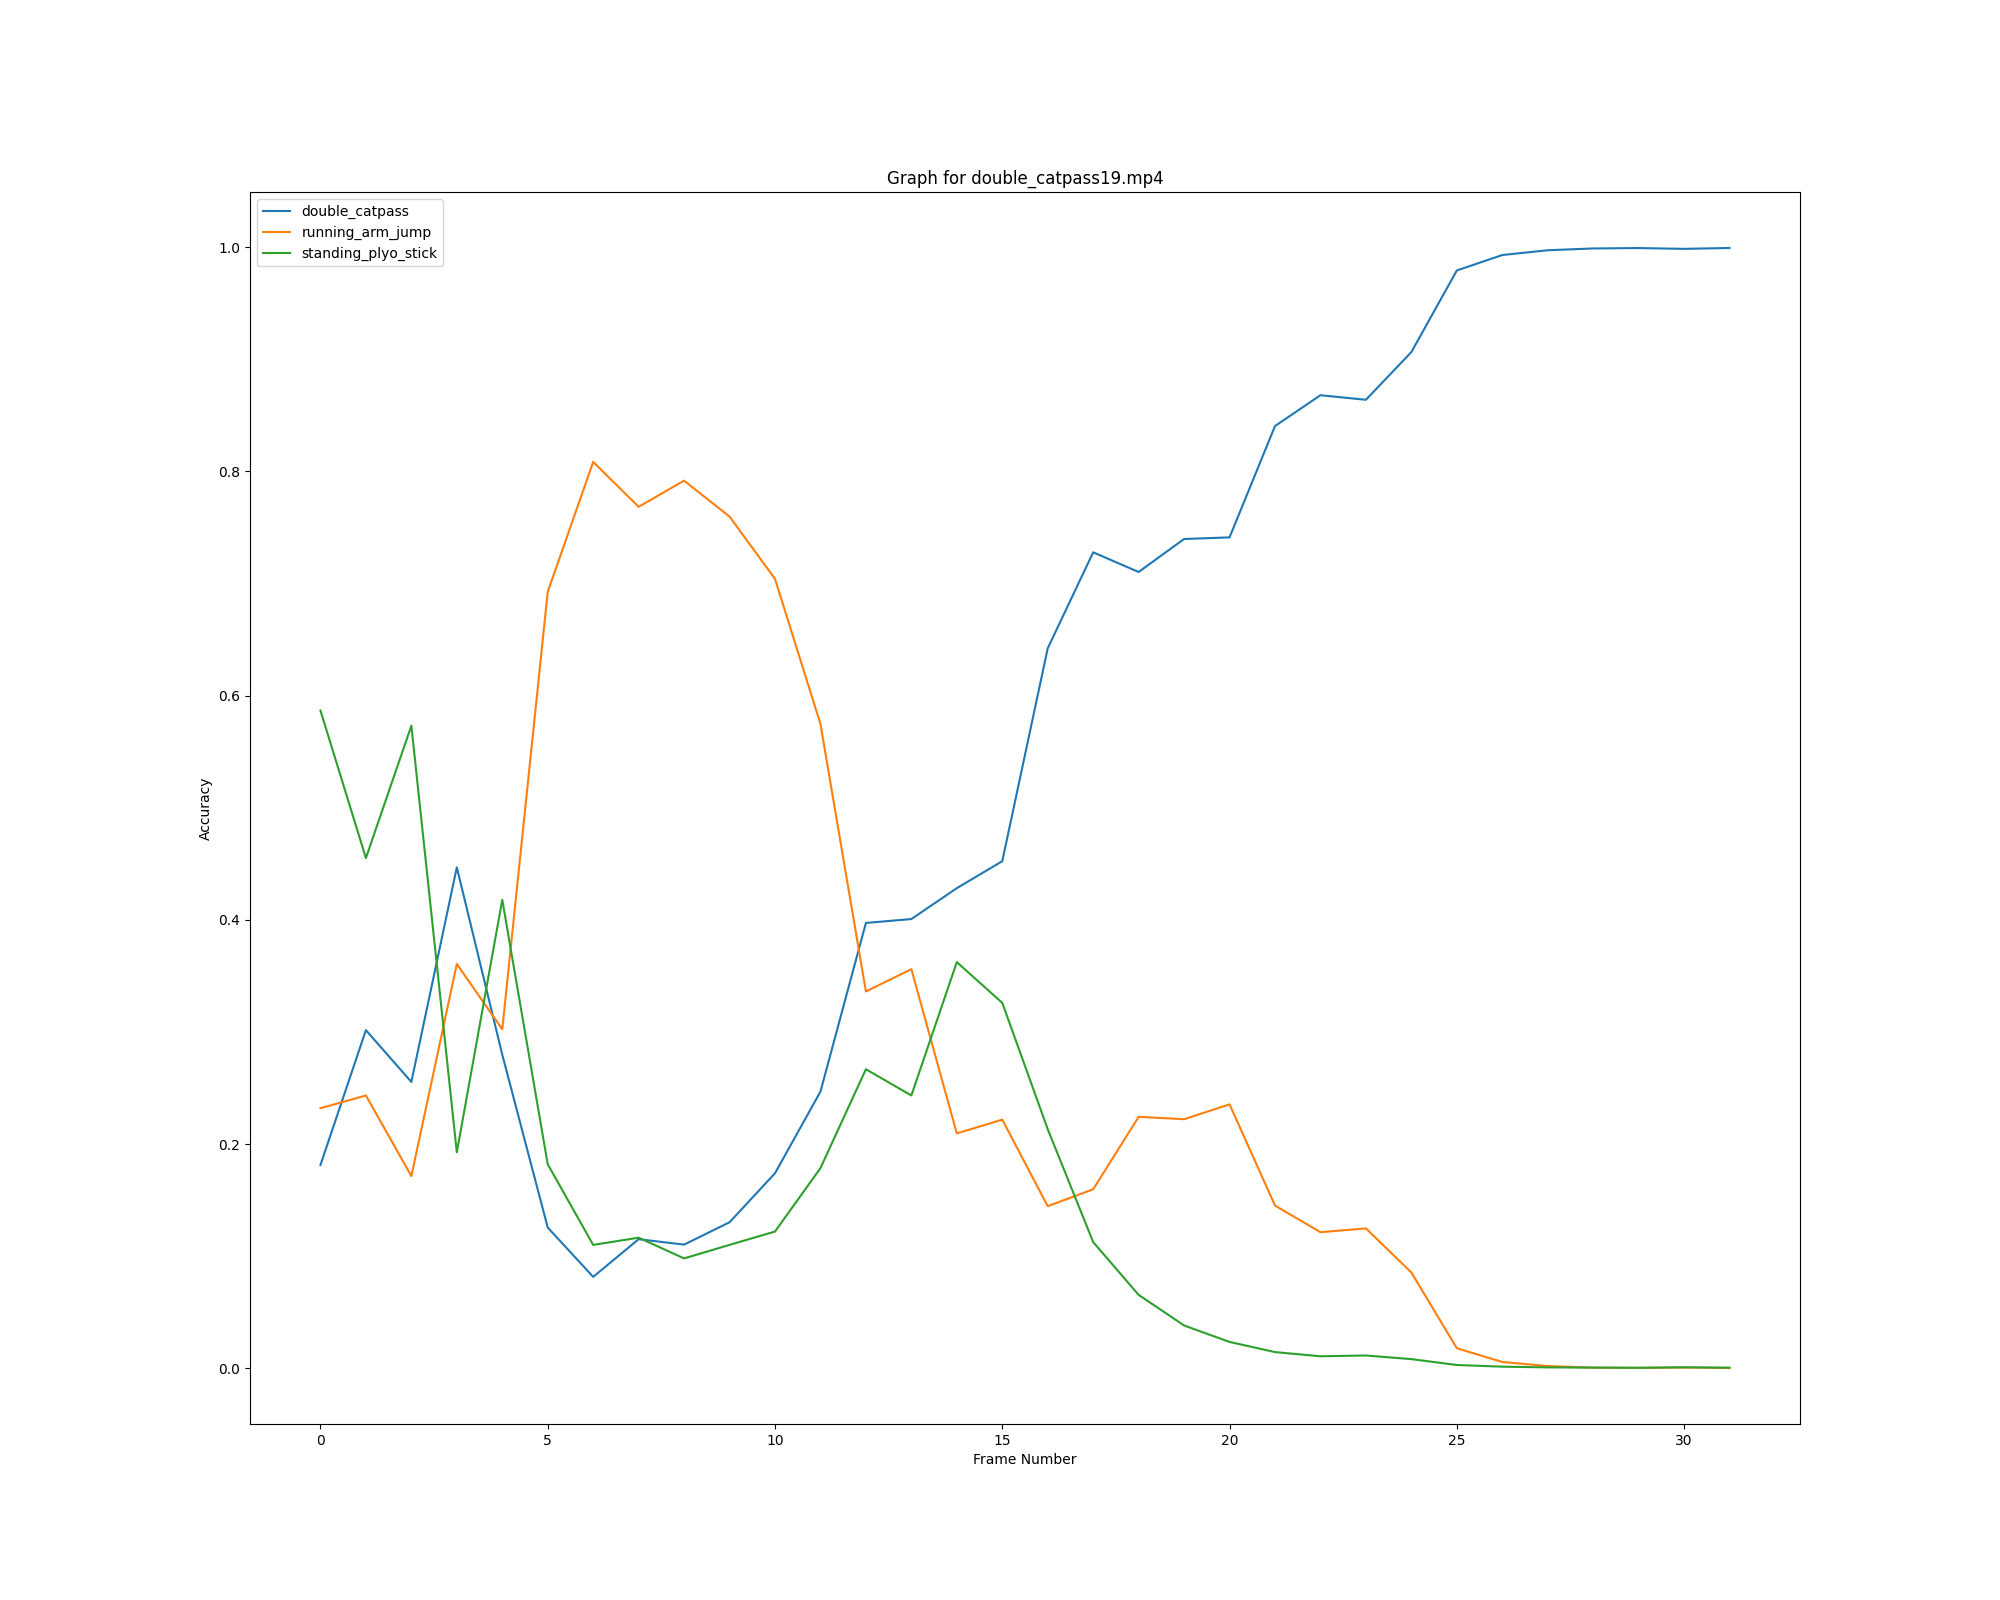 Graph for double_catpass19.mp4
double_catpass
running_arm_jump
standing_plyo_stick
1.0
0.8
0.6
0.4
0.2
0.0
Accuracy
0 5 10 15 20 25 30
Frame Number